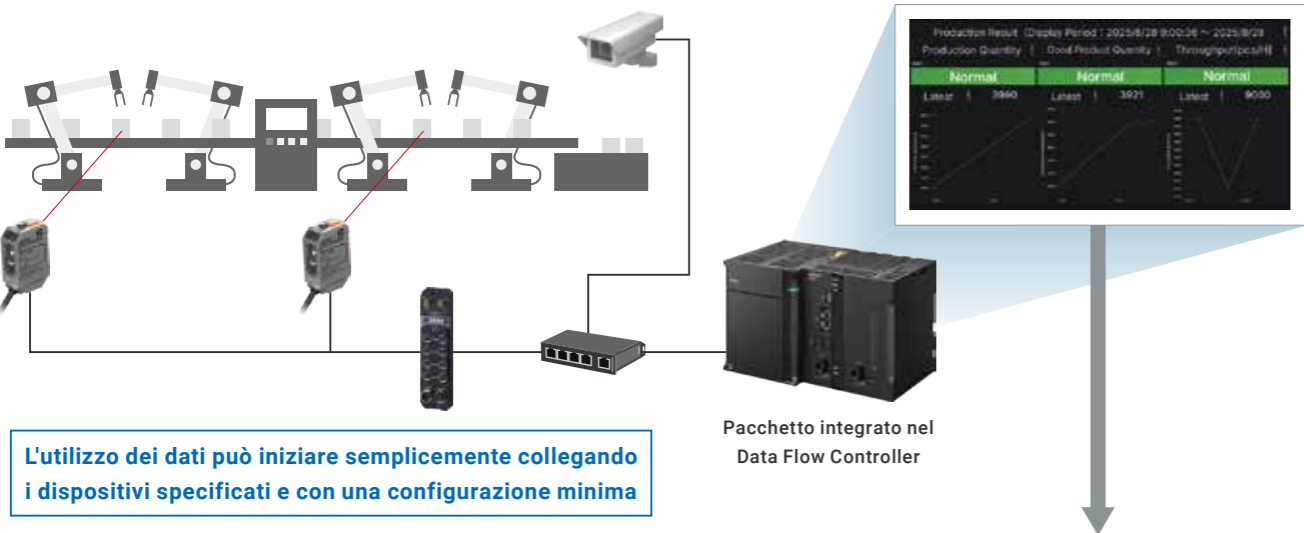 Production Result (Display Period : 2025/8/28 9:00:36 ~ 2025/8/28
Production Quantity
Good Product Quantity
Throughput[pcs/H]
Normal
Normal
Normal
Latest
3990
Latest
3921
Latest
9000
Pacchetto integrato nel
Data Flow Controller
L'utilizzo dei dati può iniziare semplicemente collegando
i dispositivi specificati e con una configurazione minima